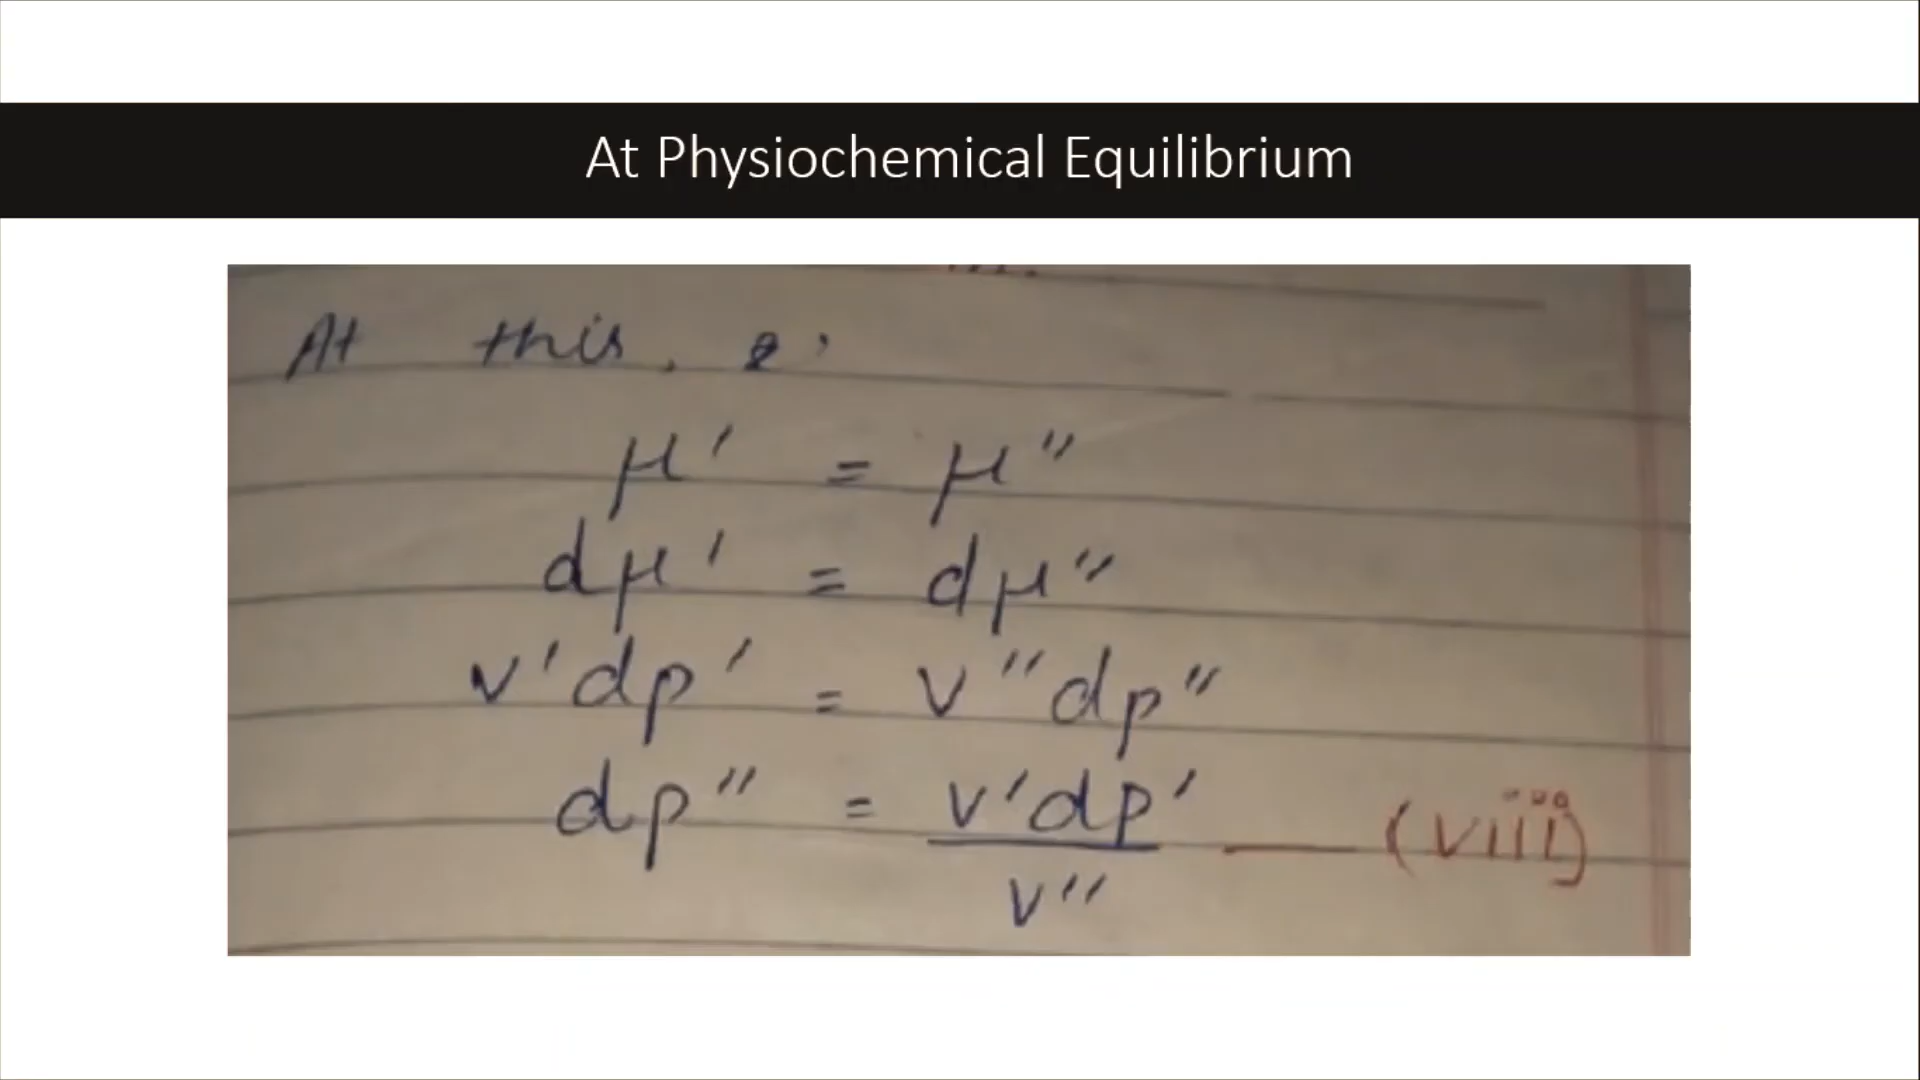 At Physiochemical Equilibrium
At this,
μ' = μ"
dμ' = dμ"
v'dp' = v"dp"
dp" = v'dp' / v" — (viii)